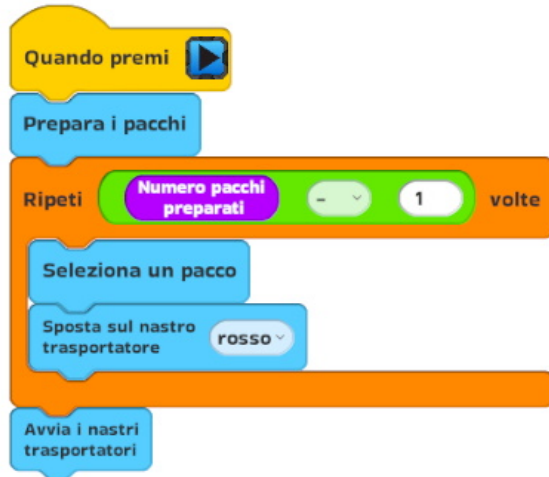 Quando premi
Prepara i pacchi
Ripeti Numero pacchi preparati - 1 volte
Seleziona un pacco
Sposta sul nastro
trasportatore rosso
Avvia i nastri
trasportatori